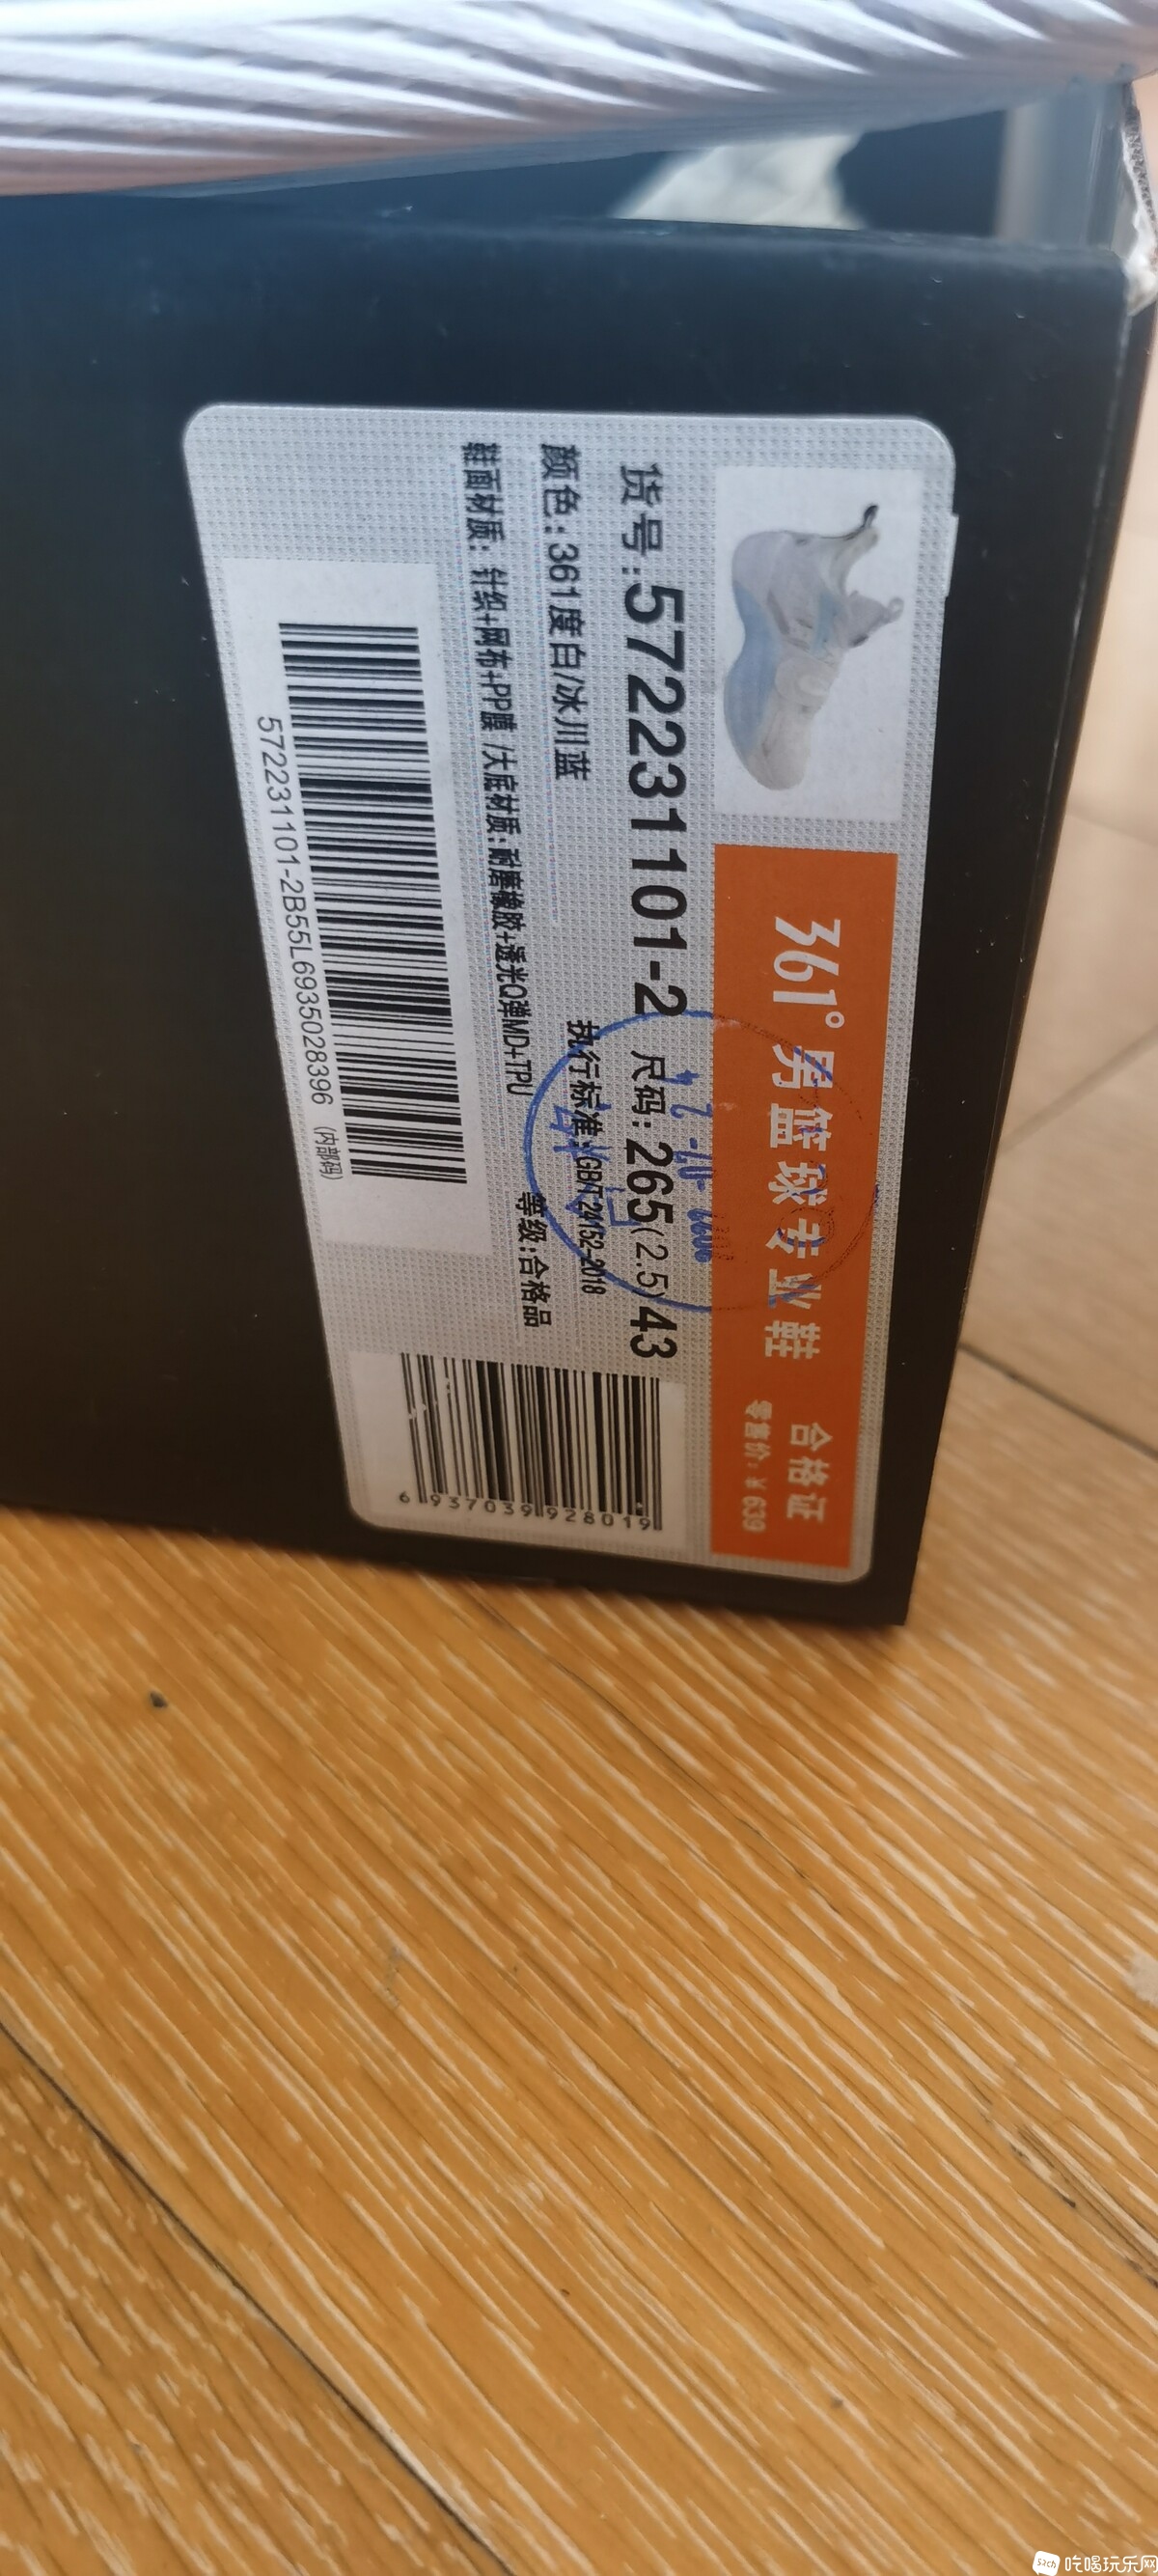 361° 男篮球专业鞋
合格证
零售价:¥639
货号:572231101-2 尺码:265(2.5)43
颜色:361度白/冰川蓝
执行标准:GB/T 24152-2018
鞋面材质:针织+网布+PP膜/大底材质:耐磨橡胶+透光Q弹MD+TPU
等级:合格品
572231101-2B55L6935028396 (内部码)
6 937039 928019
吃喝玩乐网